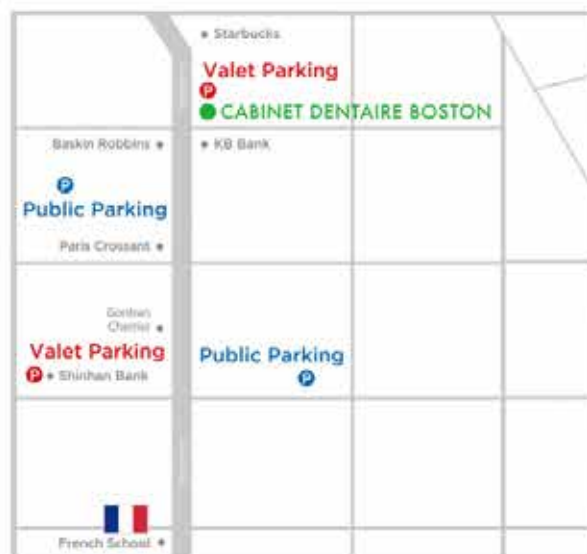 Starbucks
Valet Parking
P
CABINET DENTAIRE BOSTON
Baskin Robbins
KB Bank
P
Public Parking
Paris Crossant
Gontran
Cherrier
Valet Parking
Public Parking
P
Shinhan Bank
P
French School